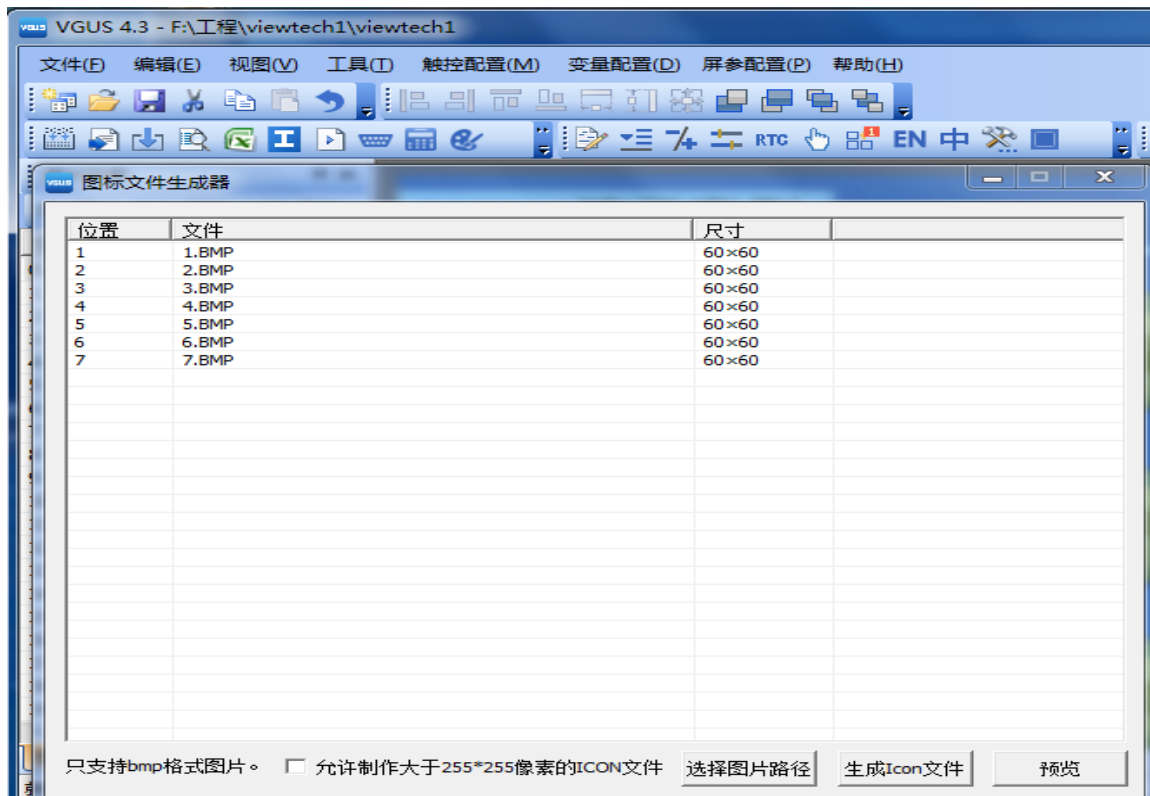 VGUS VGUS 4.3 - F:\工程\viewtech1\viewtech1
文件(F) 编辑(E) 视图(V) 工具(T) 触控配置(M) 变量配置(D) 屏参配置(P) 帮助(H)
RTC 1 EN 中
VGUS 图标文件生成器
位置 文件 尺寸
1 1.BMP 60×60
2 2.BMP 60×60
3 3.BMP 60×60
4 4.BMP 60×60
5 5.BMP 60×60
6 6.BMP 60×60
7 7.BMP 60×60
只支持bmp格式图片。 允许制作大于255*255像素的ICON文件 选择图片路径 生成Icon文件 预览